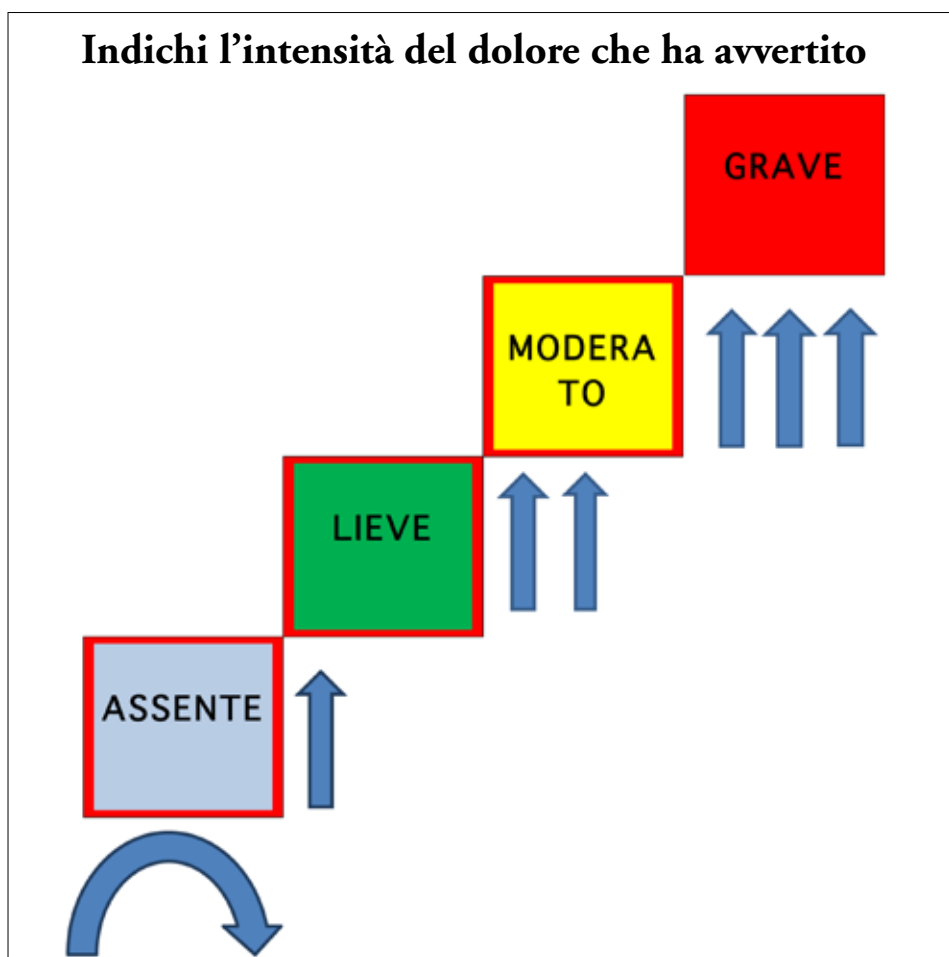 Indichi l’intensità del dolore che ha avvertito
GRAVE
MODERA
TO
LIEVE
ASSENTE